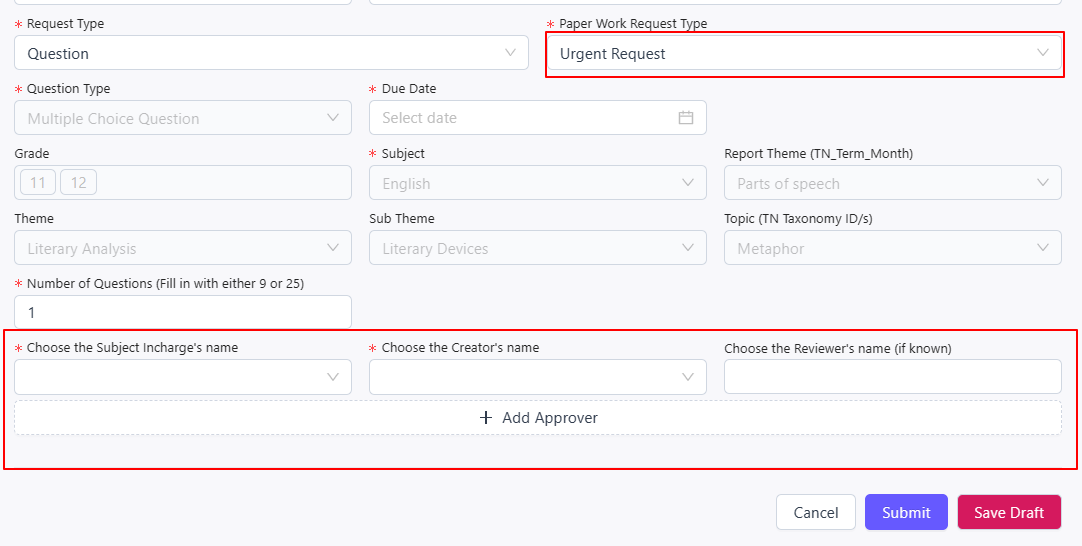 * Request Type * Paper Work Request Type
Question Urgent Request
* Question Type * Due Date
Multiple Choice Question Select date
Grade * Subject Report Theme (TN_Term_Month)
11 12 English Parts of speech
Theme Sub Theme Topic (TN Taxonomy ID/s)
Literary Analysis Literary Devices Metaphor
* Number of Questions (Fill in with either 9 or 25)
1
* Choose the Subject Incharge's name * Choose the Creator's name Choose the Reviewer's name (if known)
+ Add Approver
Cancel Submit Save Draft